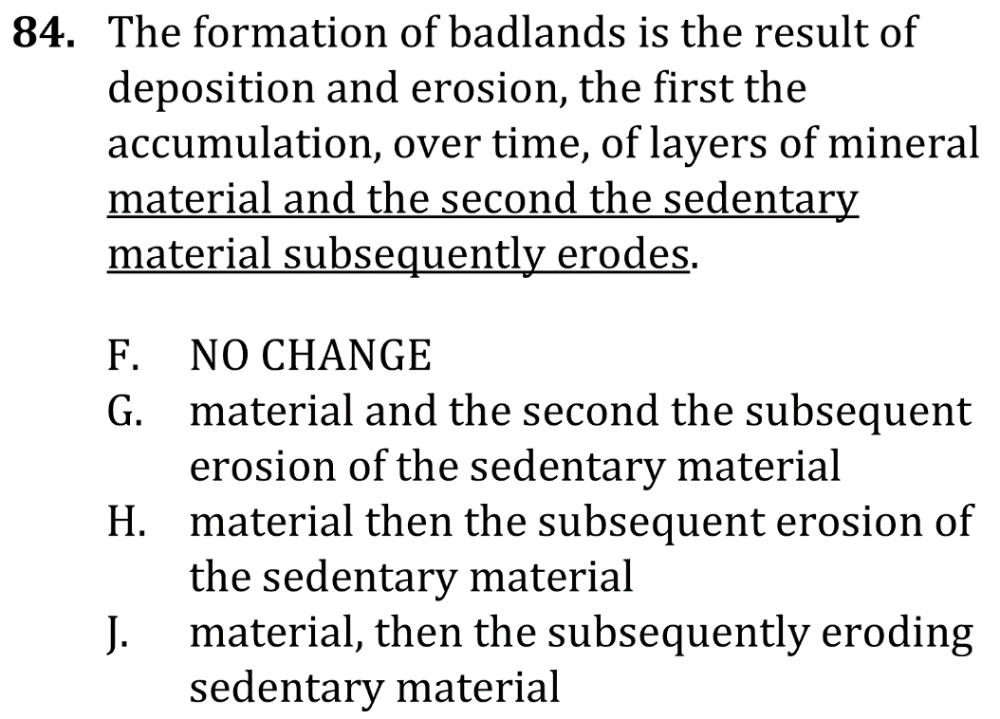 84. The formation of badlands is the result of
deposition and erosion, the first the
accumulation, over time, of layers of mineral
material and the second the sedentary
material subsequently erodes.
F. NO CHANGE
G. material and the second the subsequent
erosion of the sedentary material
H. material then the subsequent erosion of
the sedentary material
J. material, then the subsequently eroding
sedentary material